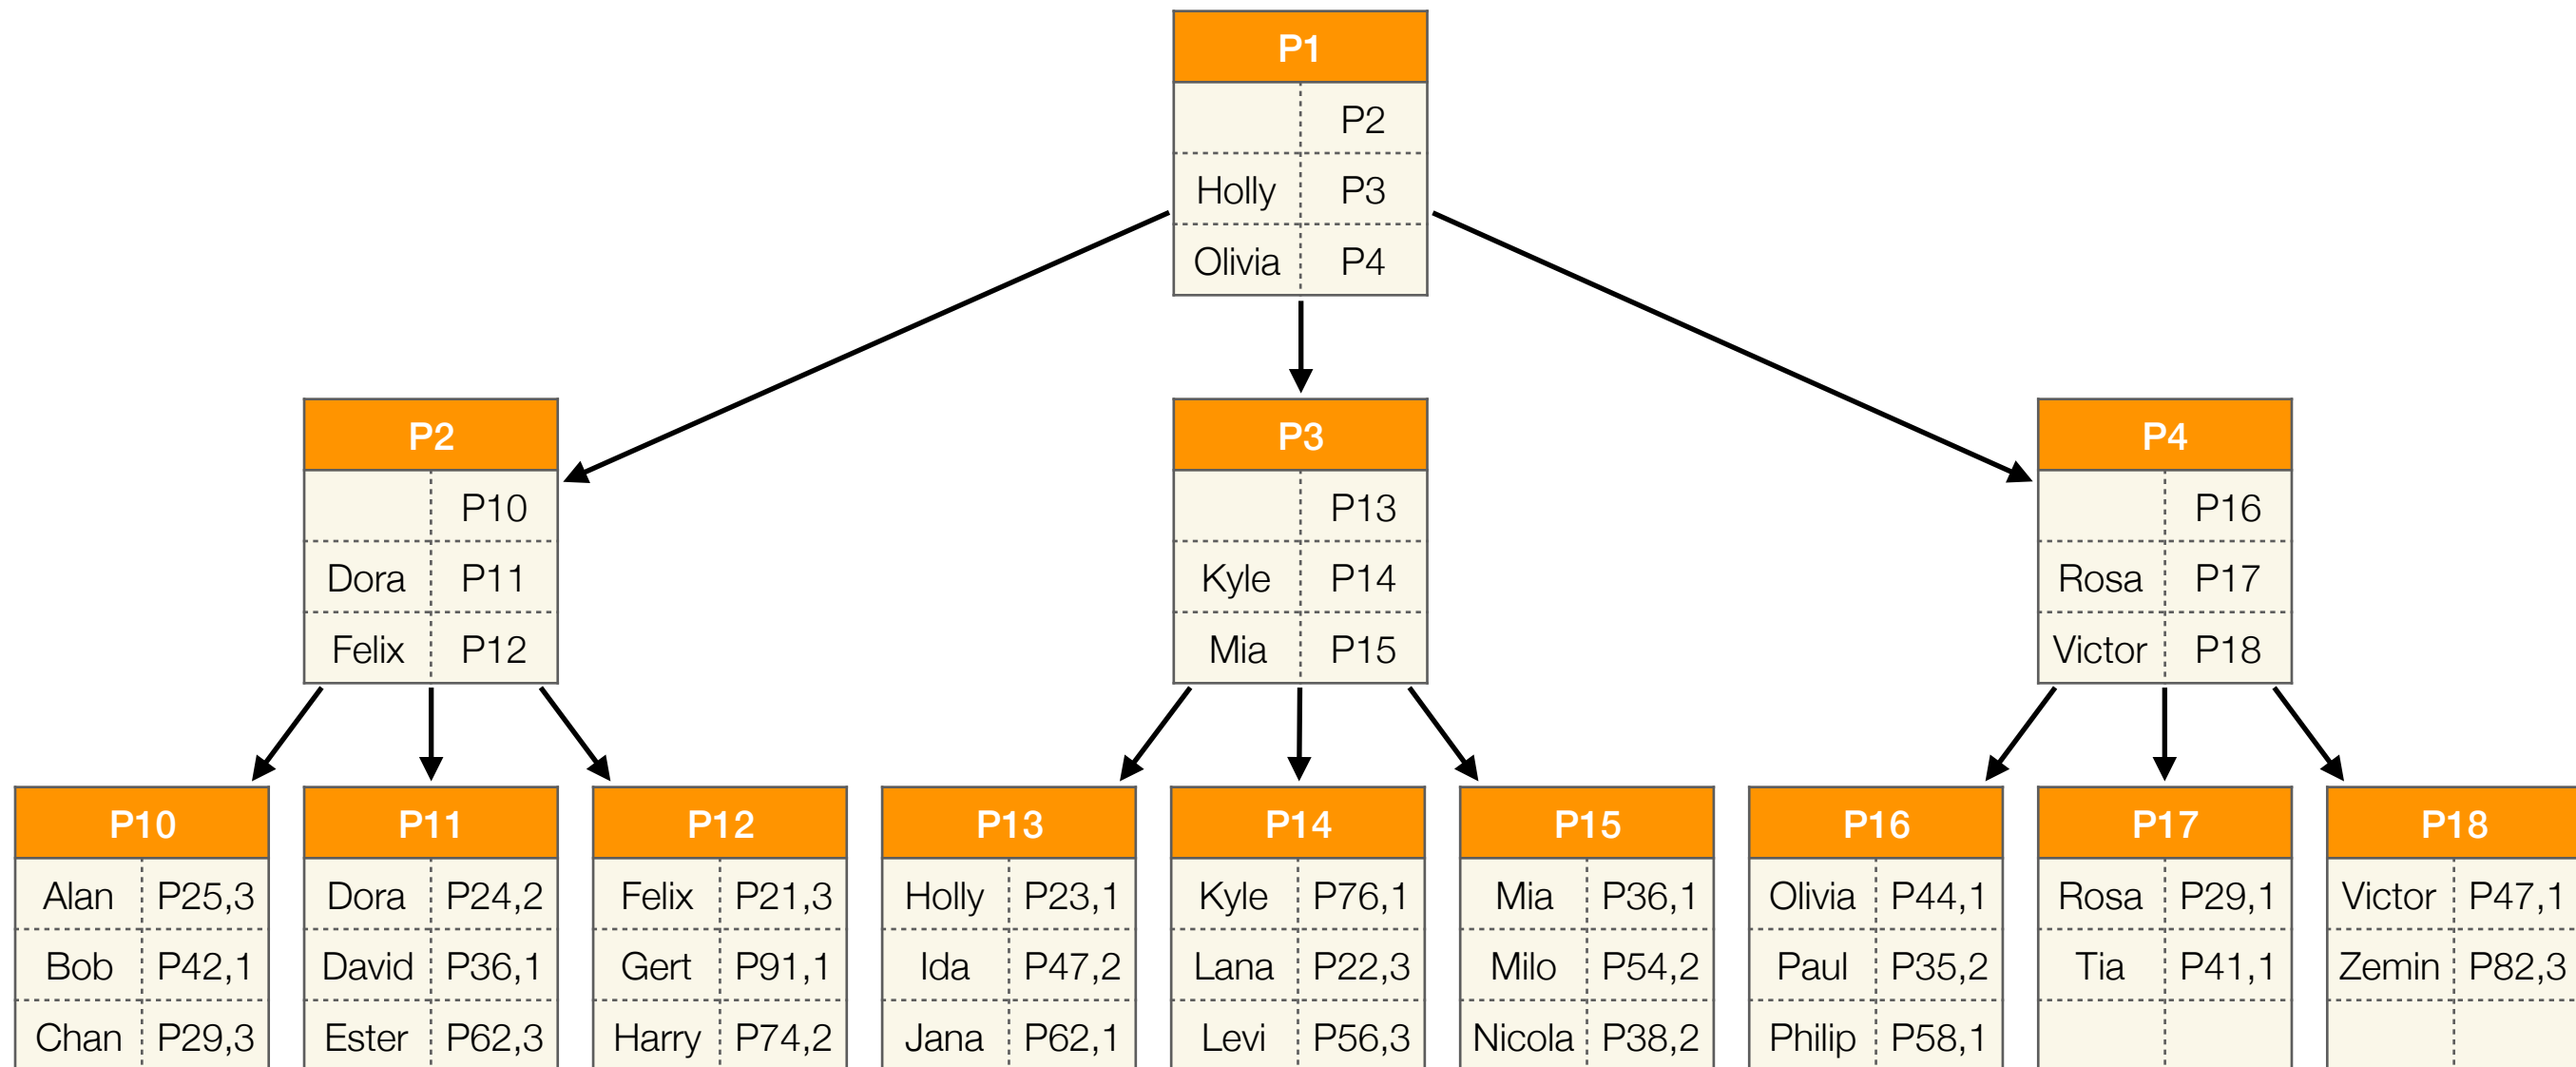 P1
P2
Holly P3
Olivia P4
P2
P10
Dora P11
Felix P12
P3
P13
Kyle P14
Mia P15
P4
P16
Rosa P17
Victor P18
P10
Alan P25,3
Bob P42,1
Chan P29,3
P11
Dora P24,2
David P36,1
Ester P62,3
P12
Felix P21,3
Gert P91,1
Harry P74,2
P13
Holly P23,1
Ida P47,2
Jana P62,1
P14
Kyle P76,1
Lana P22,3
Levi P56,3
P15
Mia P36,1
Milo P54,2
Nicola P38,2
P16
Olivia P44,1
Paul P35,2
Philip P58,1
P17
Rosa P29,1
Tia P41,1
P18
Victor P47,1
Zemin P82,3